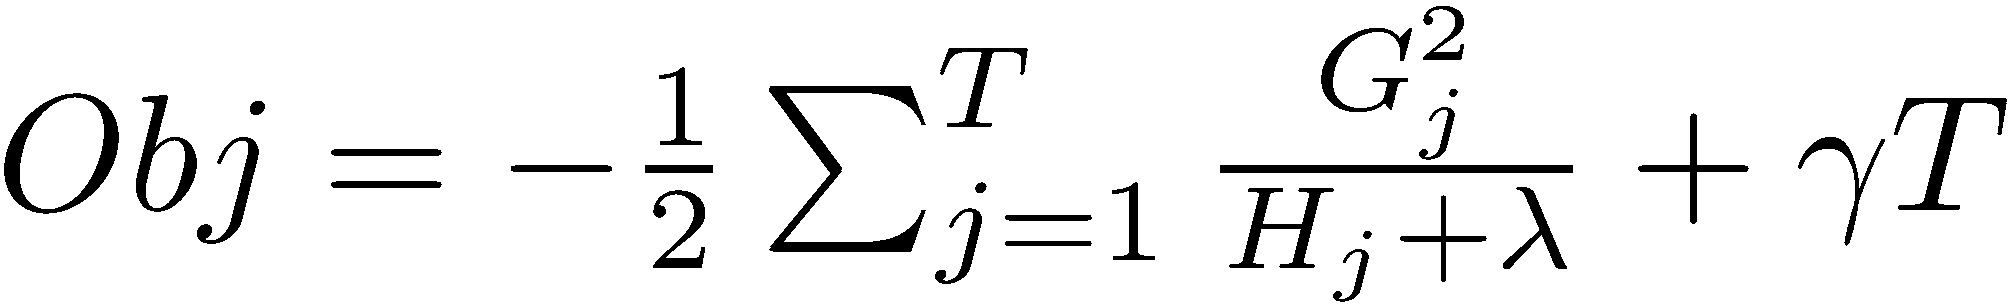 Obj = -\frac{1}{2} \sum_{j=1}^{T} \frac{G_j^2}{H_j + \lambda} + \gamma T